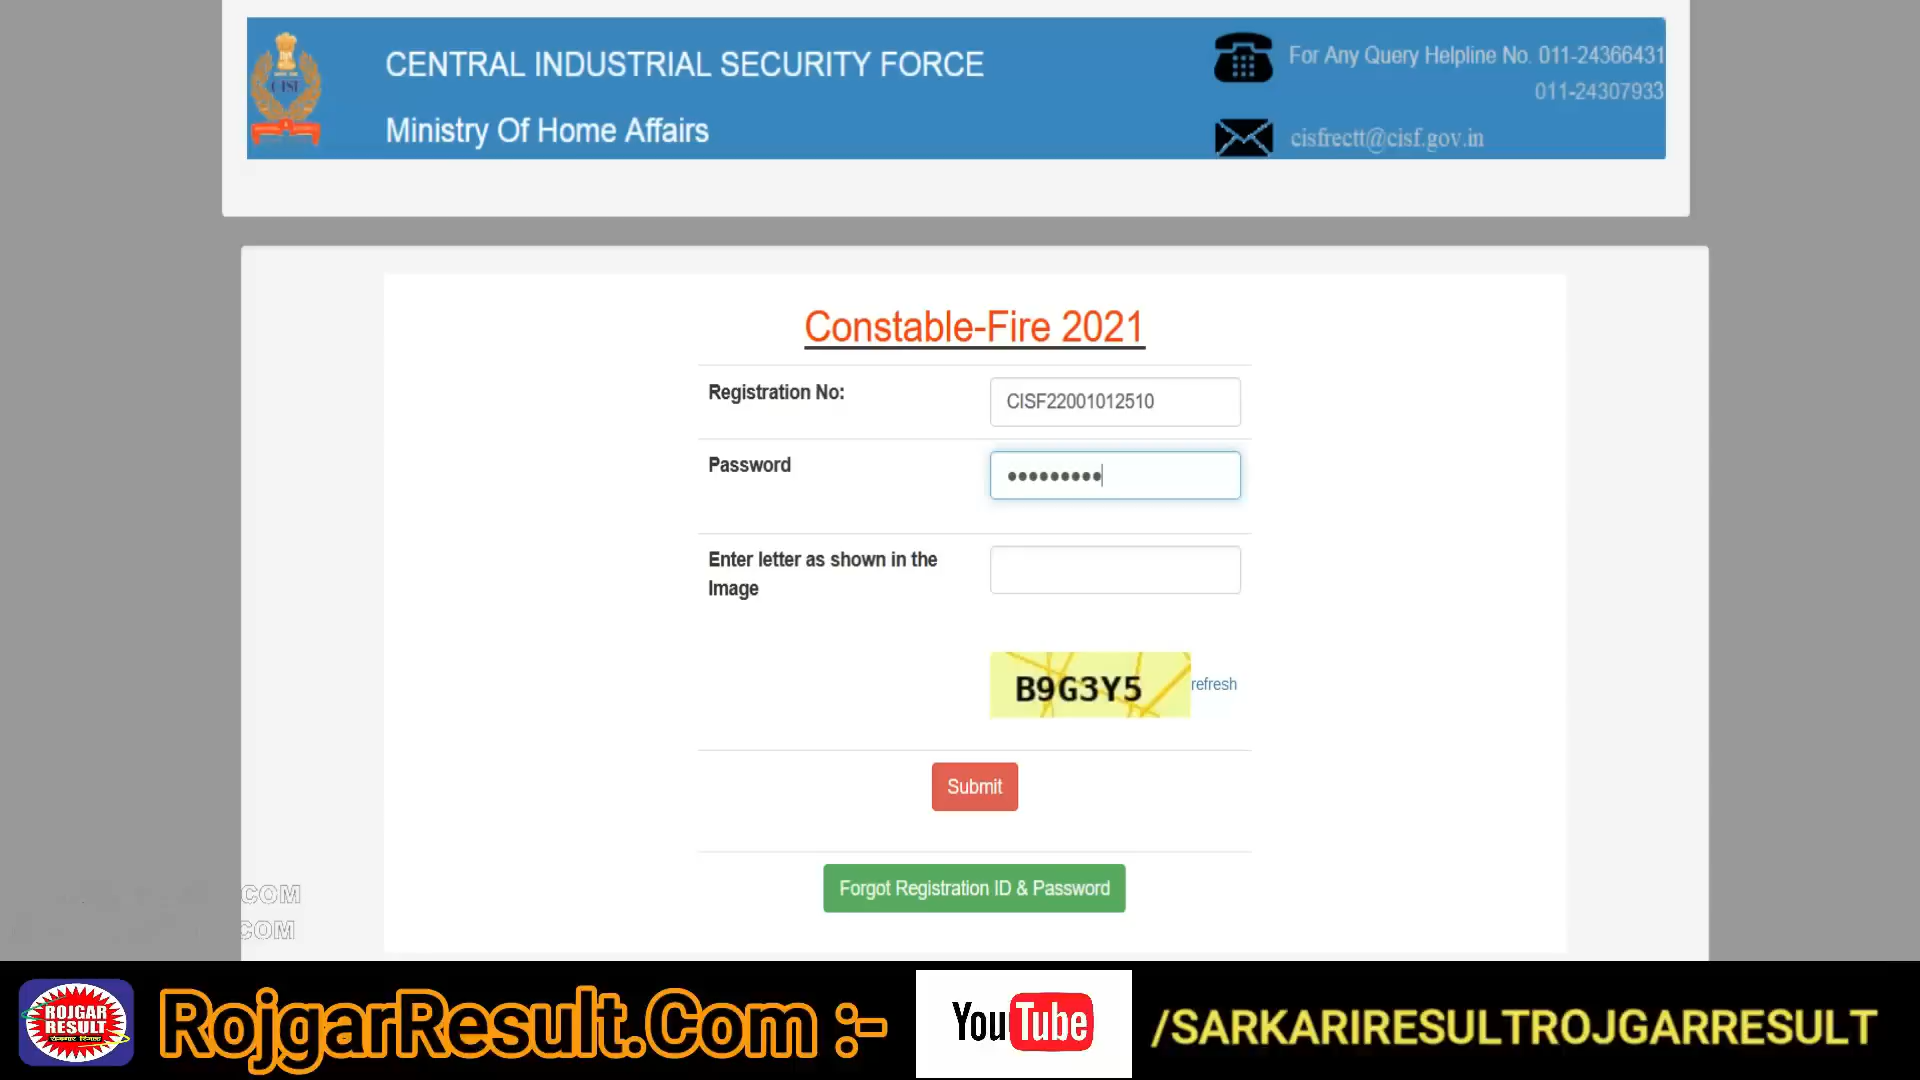 CENTRAL INDUSTRIAL SECURITY FORCE
Ministry Of Home Affairs
For Any Query Helpline No. 011-24366431
011-24307933
cisfrectt@cisf.gov.in
CISF
Constable-Fire 2021
Registration No:
CISF22001012510
Password
•••••••••
Enter letter as shown in the
Image
B9G3Y5
refresh
Submit
Forgot Registration ID & Password
COM
COM
ROJGAR
RESULT
RojgarResult.Com :-
YouTube
/SARKARIRESULTROJGARRESULT